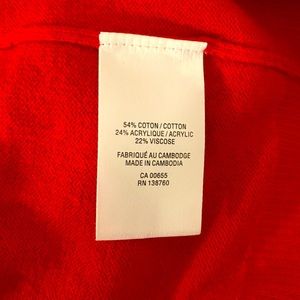 54% COTON / COTTON
24% ACRYLIQUE / ACRYLIC
22% VISCOSE
FABRIQUÉ AU CAMBODGE
MADE IN CAMBODIA
CA 00655
RN 138760